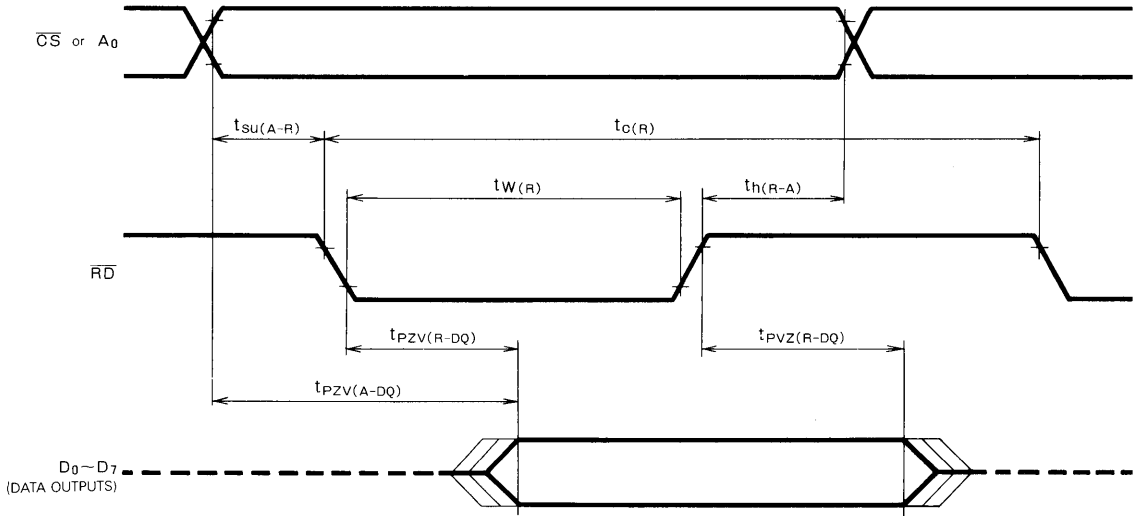 CS or A0
tSU(A-R)
tC(R)
tW(R)
th(R-A)
RD
tPZV(R-DQ)
tPVZ(R-DQ)
tPZV(A-DQ)
D0~D7
(DATA OUTPUTS)